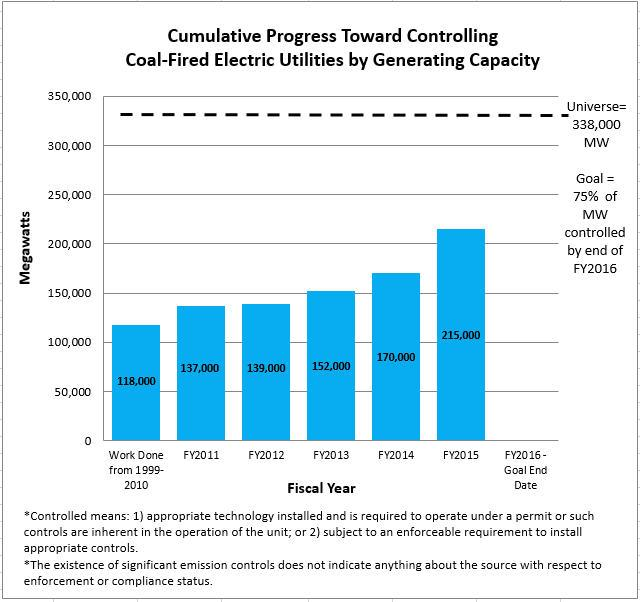 Cumulative Progress Toward Controlling
Coal-Fired Electric Utilities by Generating Capacity
350,000
300,000
250,000
200,000
150,000
100,000
50,000
0
Megawatts
Universe=
338,000
MW
Goal =
75% of
MW
controlled
by end of
FY2016
118,000
137,000
139,000
152,000
170,000
215,000
Work Done
from 1999-
2010
FY2011
FY2012
FY2013
FY2014
FY2015
FY2016 -
Goal End
Date
Fiscal Year
*Controlled means: 1) appropriate technology installed and is required to operate under a permit or such
controls are inherent in the operation of the unit; or 2) subject to an enforceable requirement to install
appropriate controls.
*The existence of significant emission controls does not indicate anything about the source with respect to
enforcement or compliance status.